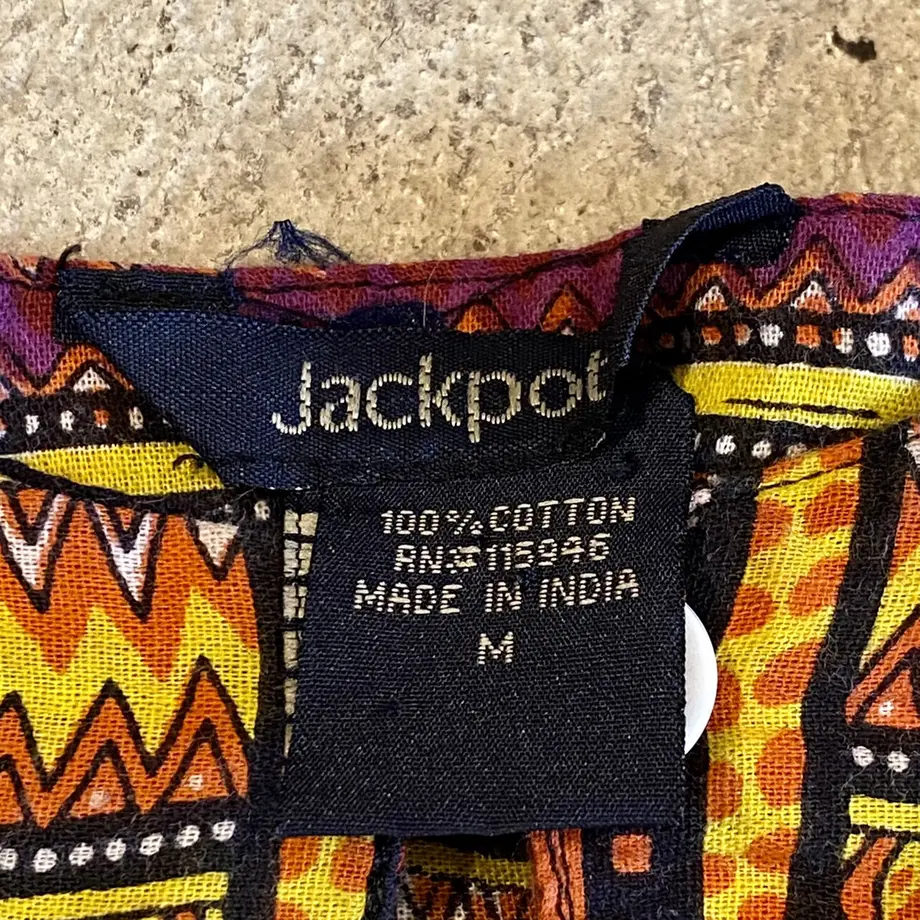 Jackpot
100% COTTON
RN# 115946
MADE IN INDIA
M